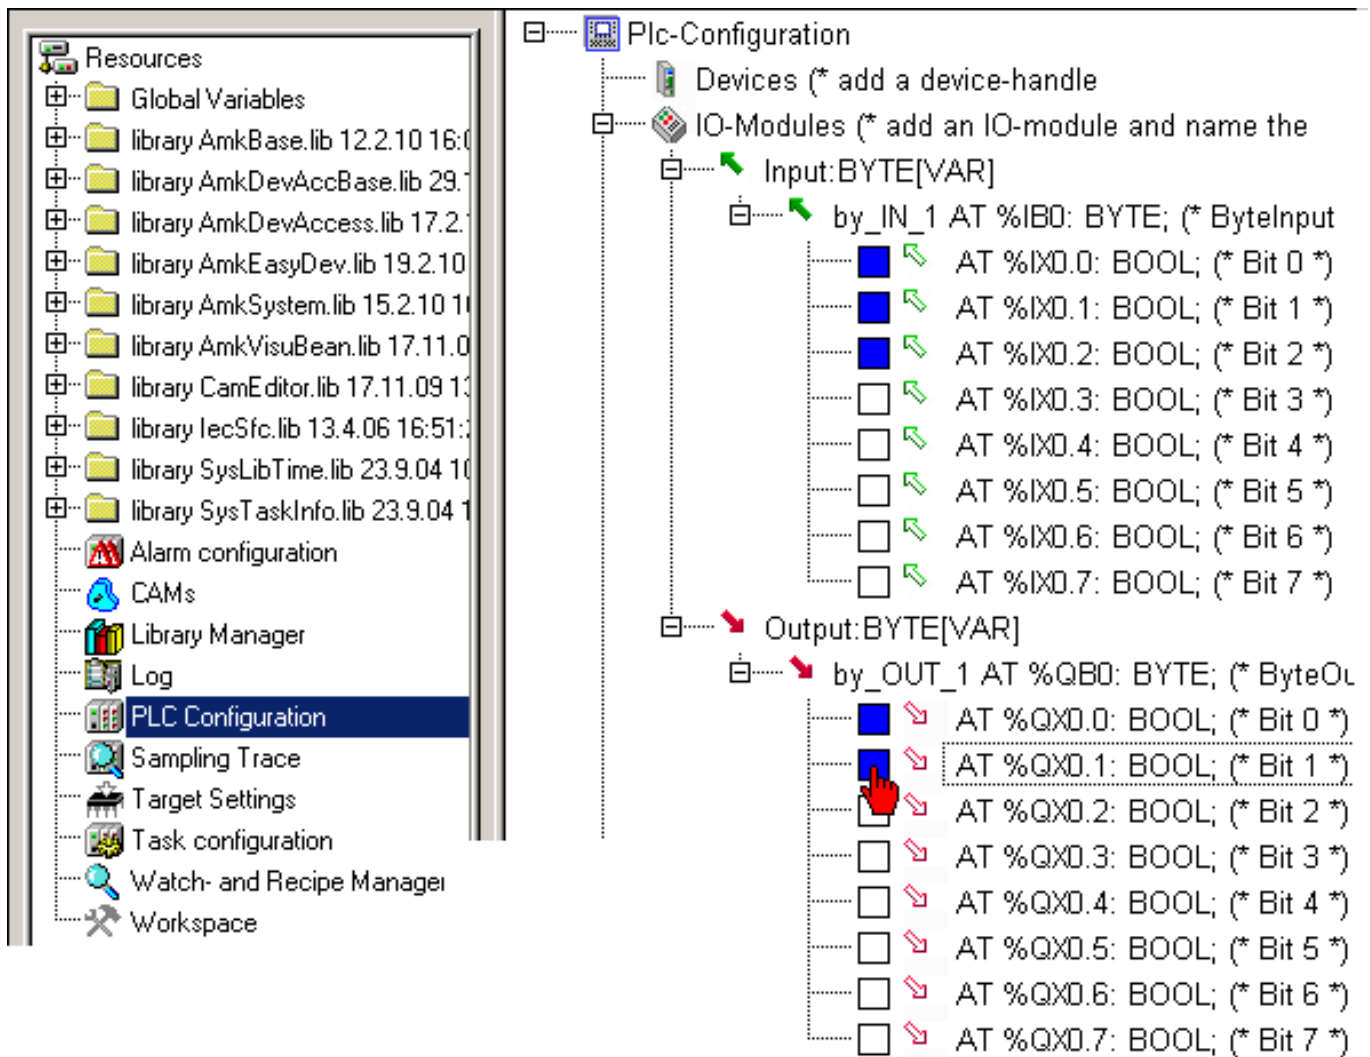 Resources
Global Variables
library AmkBase.lib 12.2.10 16:0
library AmkDevAccBase.lib 29.
library AmkDevAccess.lib 17.2.
library AmkEasyDev.lib 19.2.10
library AmkSystem.lib 15.2.10 1
library AmkVisuBean.lib 17.11.0
library CamEditor.lib 17.11.09 1
library IecSfc.lib 13.4.06 16:51:
library SysLibTime.lib 23.9.04 10
library SysTaskInfo.lib 23.9.04 1
Alarm configuration
CAMs
Library Manager
Log
PLC Configuration
Sampling Trace
Target Settings
Task configuration
Watch- and Recipe Manager
Workspace
Plc-Configuration
Devices (* add a device-handle
IO-Modules (* add an IO-module and name the
Input:BYTE[VAR]
by_IN_1 AT %IB0: BYTE; (* ByteInput
AT %IX0.0: BOOL; (* Bit 0 *)
AT %IX0.1: BOOL; (* Bit 1 *)
AT %IX0.2: BOOL; (* Bit 2 *)
AT %IX0.3: BOOL; (* Bit 3 *)
AT %IX0.4: BOOL; (* Bit 4 *)
AT %IX0.5: BOOL; (* Bit 5 *)
AT %IX0.6: BOOL; (* Bit 6 *)
AT %IX0.7: BOOL; (* Bit 7 *)
Output:BYTE[VAR]
by_OUT_1 AT %QB0: BYTE; (* ByteOu
AT %QX0.0: BOOL; (* Bit 0 *)
AT %QX0.1: BOOL; (* Bit 1 *)
AT %QX0.2: BOOL; (* Bit 2 *)
AT %QX0.3: BOOL; (* Bit 3 *)
AT %QX0.4: BOOL; (* Bit 4 *)
AT %QX0.5: BOOL; (* Bit 5 *)
AT %QX0.6: BOOL; (* Bit 6 *)
AT %QX0.7: BOOL; (* Bit 7 *)